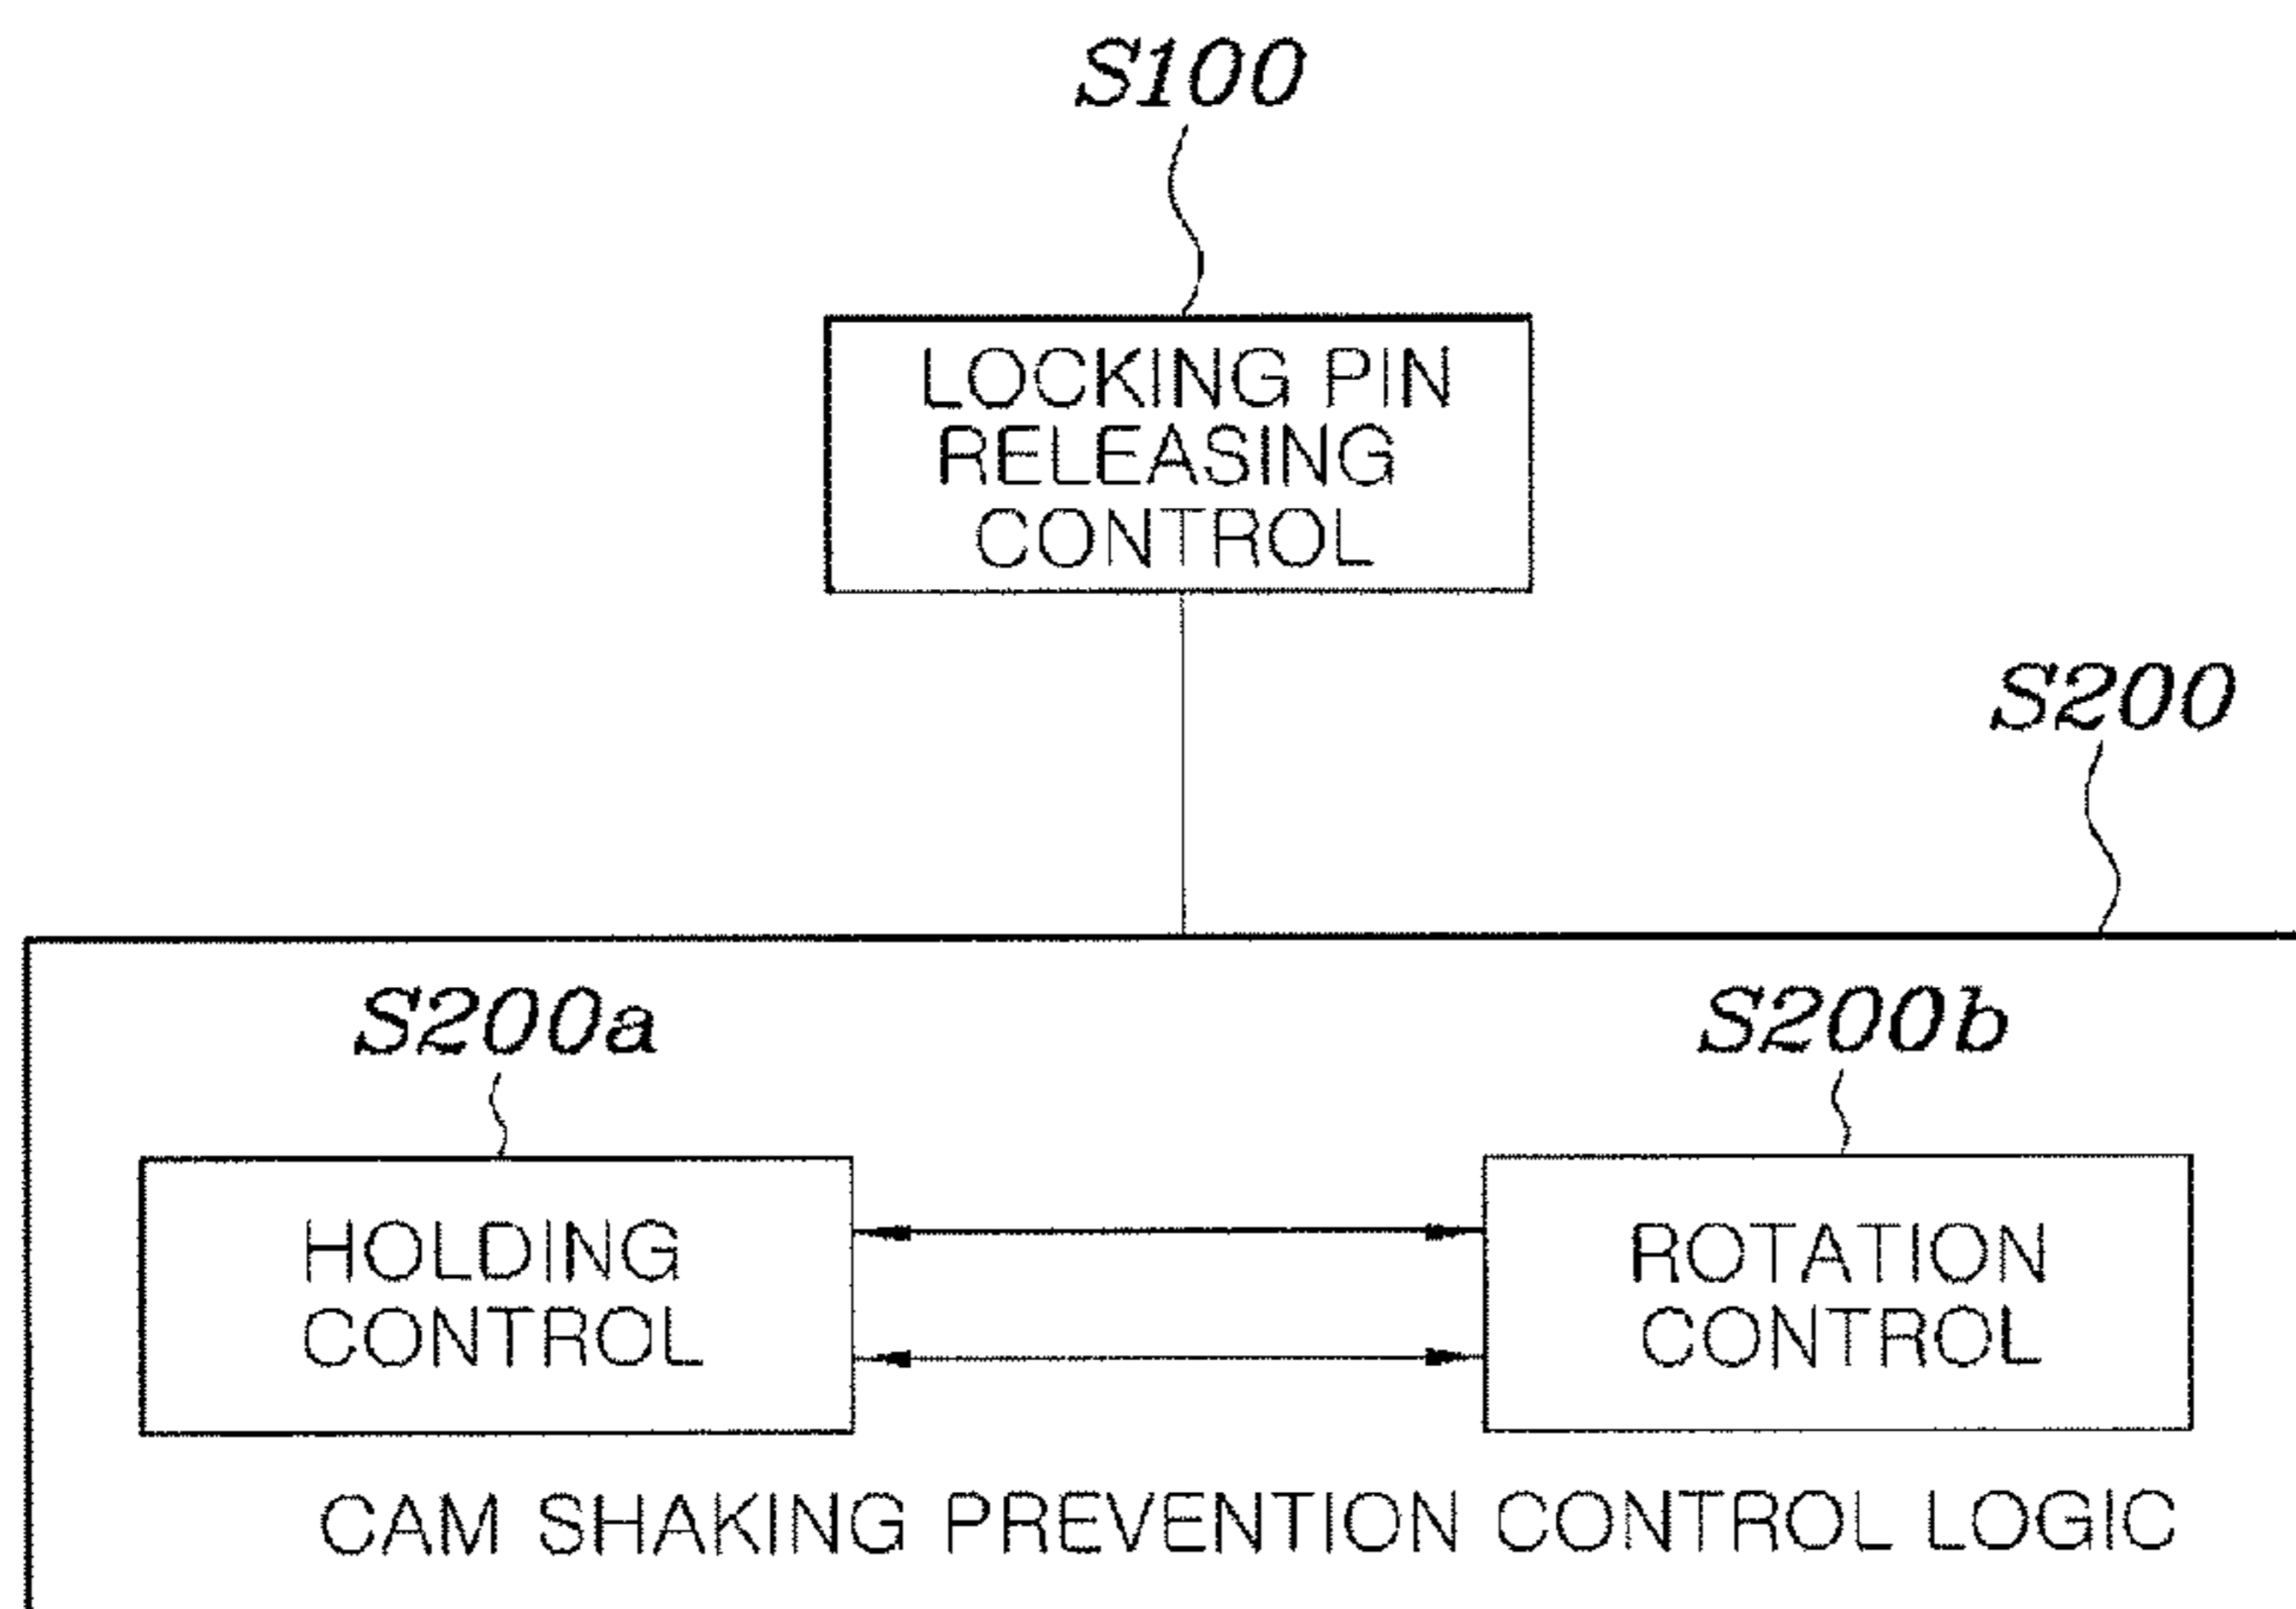 S100
LOCKING PIN
RELEASING
CONTROL
S200
S200a
S200b
HOLDING
CONTROL
ROTATION
CONTROL
CAM SHAKING PREVENTION CONTROL LOGIC